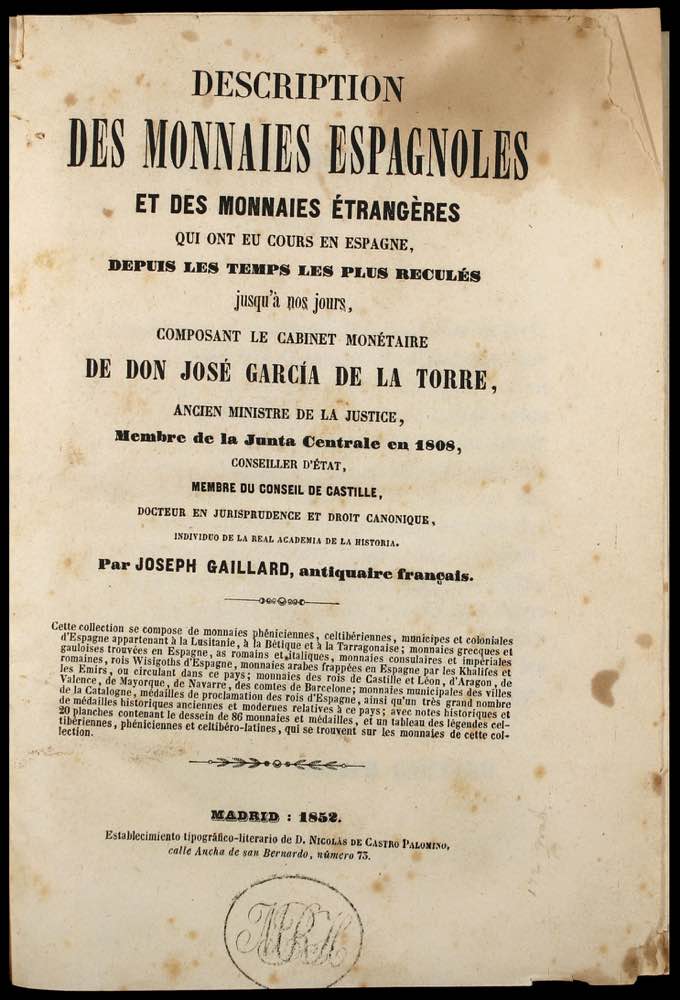 DESCRIPTION
DES MONNAIES ESPAGNOLES
ET DES MONNAIES ÉTRANGÈRES
QUI ONT EU COURS EN ESPAGNE,
DEPUIS LES TEMPS LES PLUS RECULÉS
jusqu'à nos jours,
COMPOSANT LE CABINET MONÉTAIRE
DE DON JOSÉ GARCÍA DE LA TORRE,
ANCIEN MINISTRE DE LA JUSTICE,
Membre de la Junta Centrale en 1808,
CONSEILLER D'ÉTAT,
MEMBRE DU CONSEIL DE CASTILLE,
DOCTEUR EN JURISPRUDENCE ET DROIT CANONIQUE,
INDIVIDUO DE LA REAL ACADEMIA DE LA HISTORIA.
Par JOSEPH GAILLARD, antiquaire français.
Cette collection se compose de monnaies phéniciennes, celtibériennes, municipes et coloniales
d'Espagne appartenant à la Lusitanie, à la Bétique et à la Tarragonaise; monnaies grecques et
gauloises trouvées en Espagne, as romains et italiques, monnaies consulaires et impériales
romaines, rois Wisigoths d'Espagne, monnaies arabes frappées en Espagne par les Khalifes et
les Emirs, ou circulant dans ce pays; monnaies des rois de Castille et Léon, d'Aragon, de
Valence, de Mayorque, de Navarre, des comtes de Barcelone; monnaies municipales des villes
de la Catalogne, médailles de proclamation des rois d'Espagne, ainsi qu'un très grand nombre
de médailles historiques anciennes et modernes relatives à ce pays; avec notes historiques et
20 planches contenant le dessein de 86 monnaies et médailles, et un tableau des légendes cel-
tibériennes, phéniciennes et celtibéro-latines, qui se trouvent sur les monnaies de cette col-
lection.
MADRID : 1852.
Establecimiento tipográfico-literario de D. NICOLÁS DE CASTRO PALOMINO,
calle Ancha de san Bernardo, número 73.